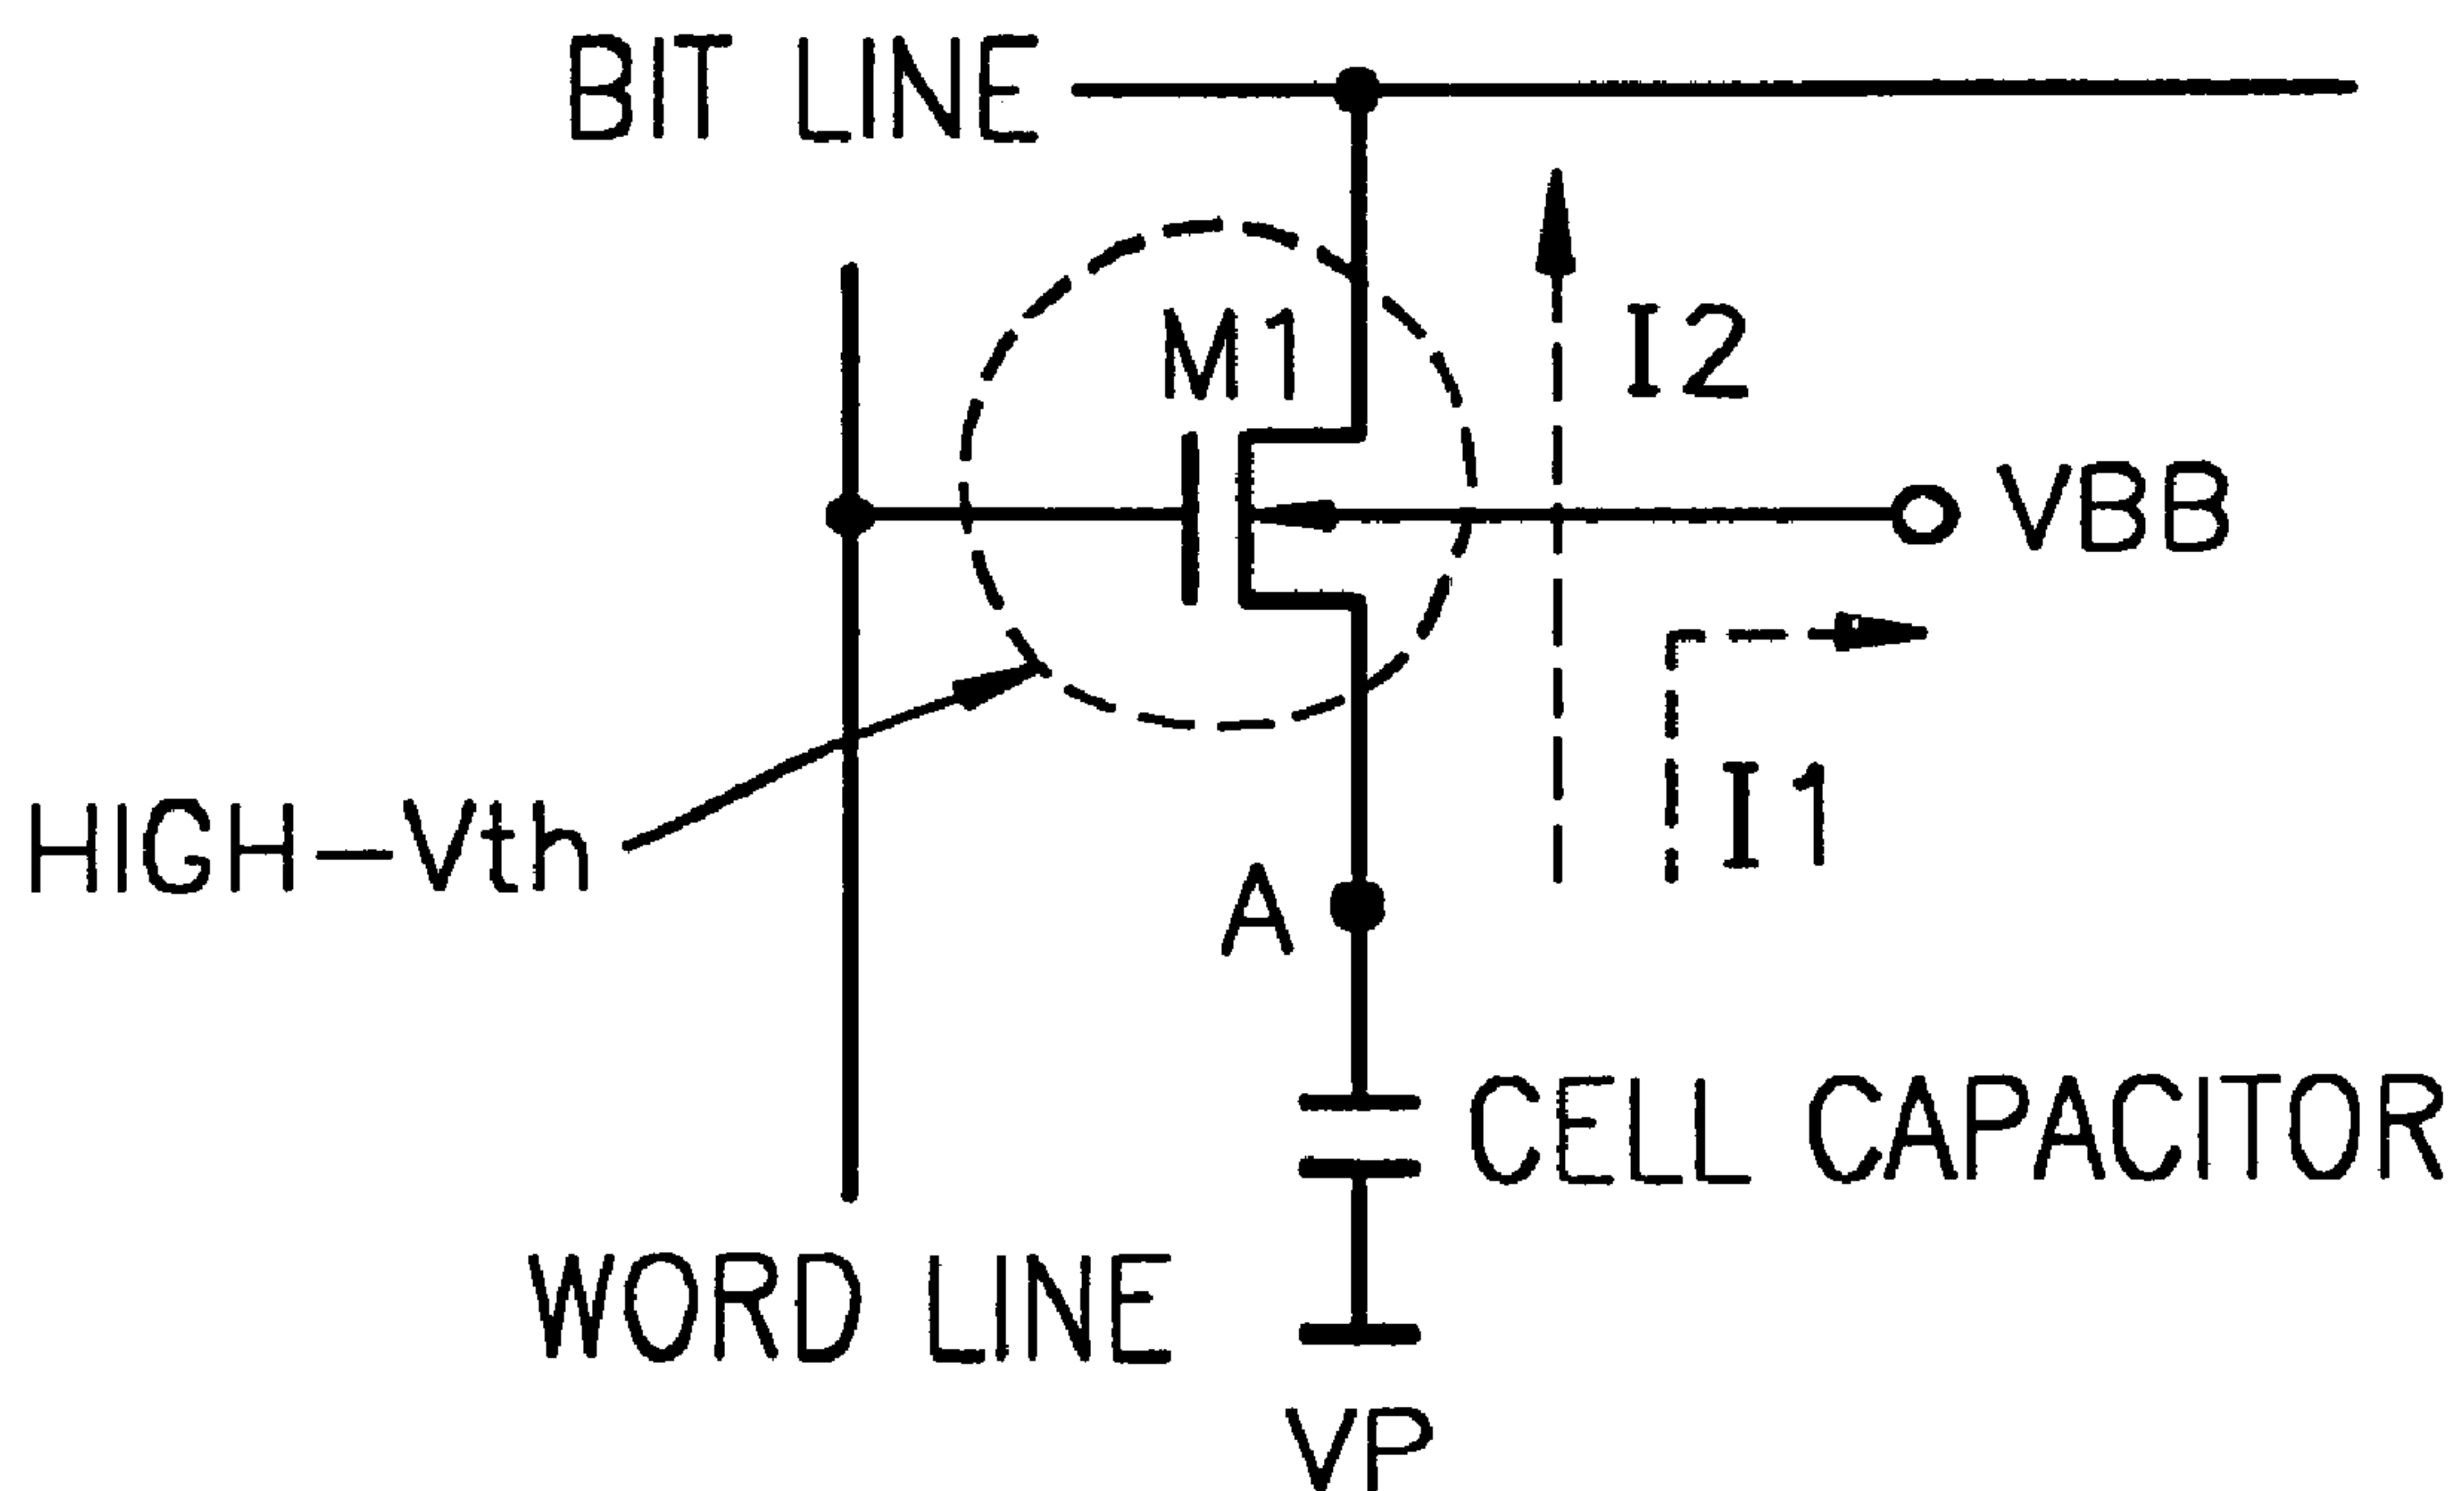 BIT LINE
M1
I2
VBB
I1
HIGH-Vth
A
CELL CAPACITOR
WORD LINE
VP